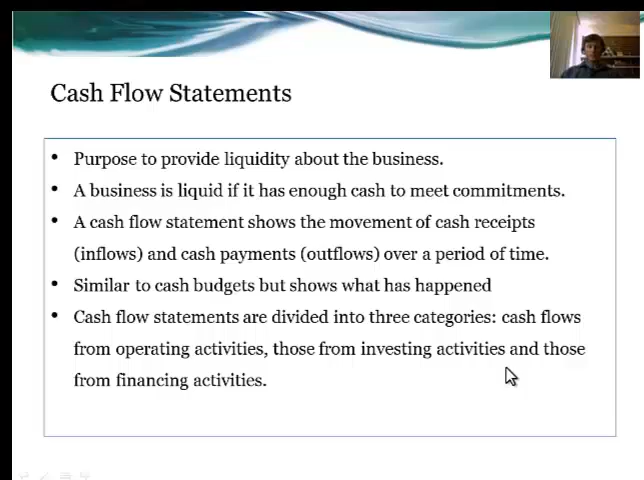 Cash Flow Statements
• Purpose to provide liquidity about the business.
• A business is liquid if it has enough cash to meet commitments.
• A cash flow statement shows the movement of cash receipts
(inflows) and cash payments (outflows) over a period of time.
• Similar to cash budgets but shows what has happened
• Cash flow statements are divided into three categories: cash flows
from operating activities, those from investing activities and those
from financing activities.